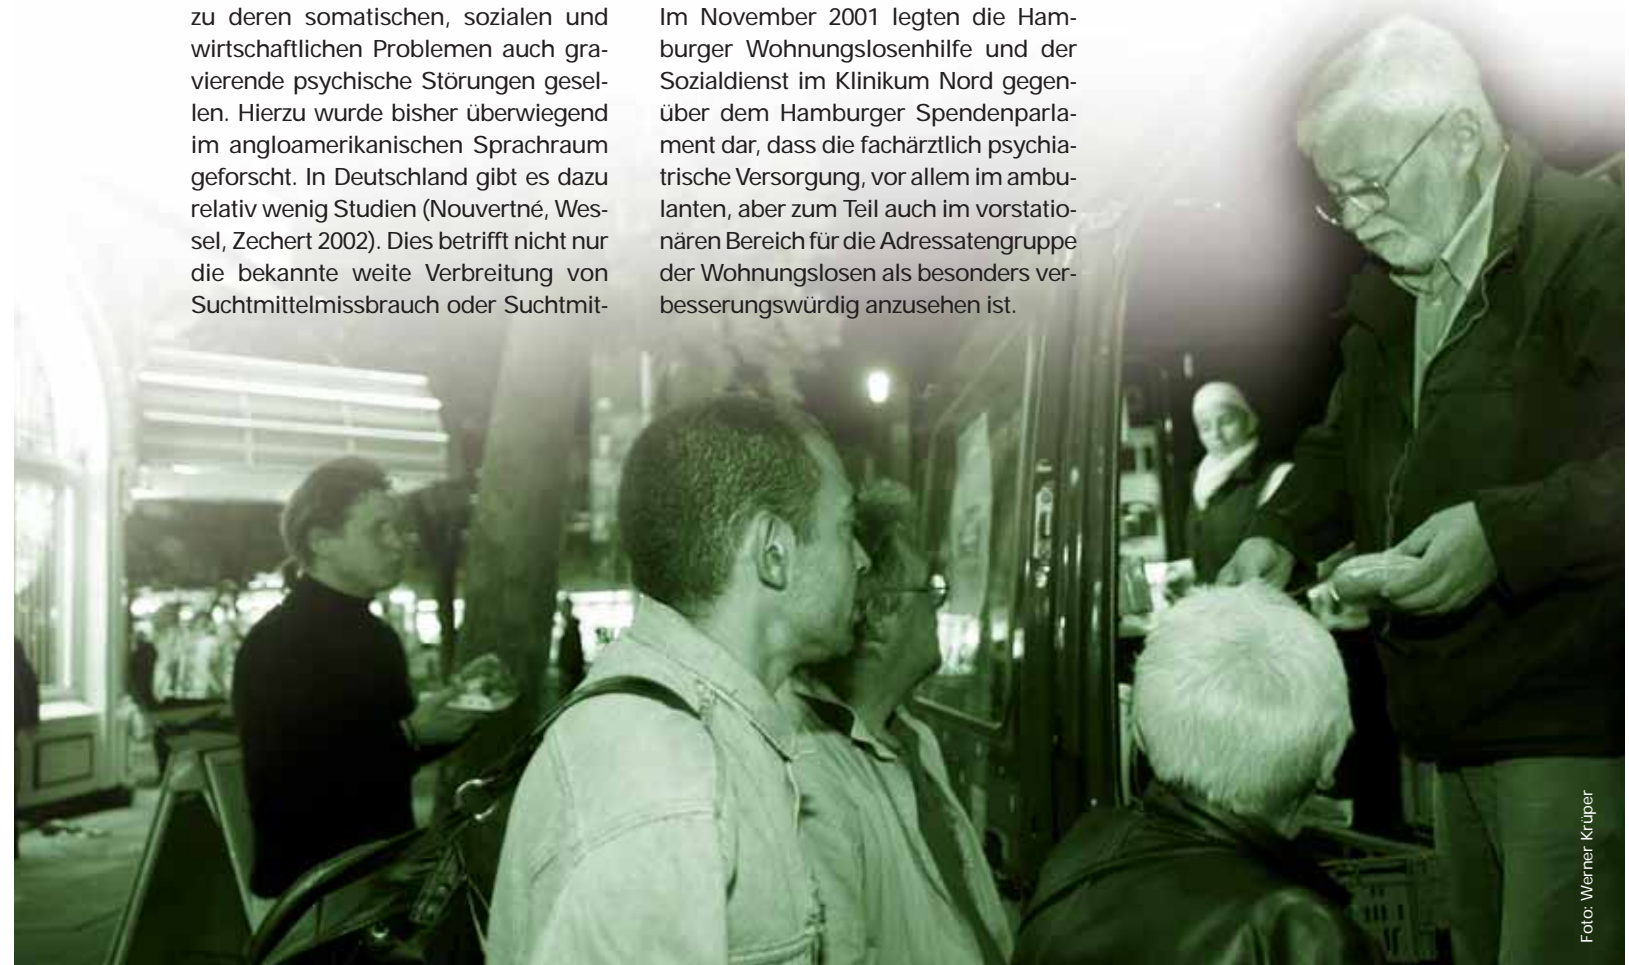 zu deren somatischen, sozialen und
wirtschaftlichen Problemen auch gra-
vierende psychische Störungen gesel-
len. Hierzu wurde bisher überwiegend
im angloamerikanischen Sprachraum
geforscht. In Deutschland gibt es dazu
relativ wenig Studien (Nouvertné, Wes-
sel, Zechert 2002). Dies betrifft nicht nur
die bekannte weite Verbreitung von
Suchtmittelmissbrauch oder Suchtmit-
Im November 2001 legten die Ham-
burger Wohnungslosenhilfe und der
Sozialdienst im Klinikum Nord gegen-
über dem Hamburger Spendenparla-
ment dar, dass die fachärztlich psychia-
trische Versorgung, vor allem im ambu-
lanten, aber zum Teil auch im vorstatio-
nären Bereich für die Adressatengruppe
der Wohnungslosen als besonders ver-
besserungswürdig anzusehen ist.
Foto: Werner Krüper